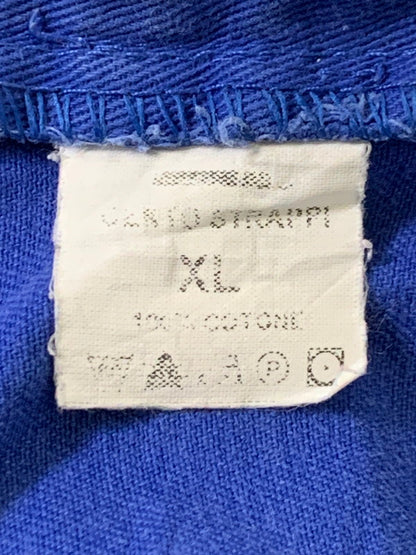 CENTO STRAPPI
XL
100% COTONE
P